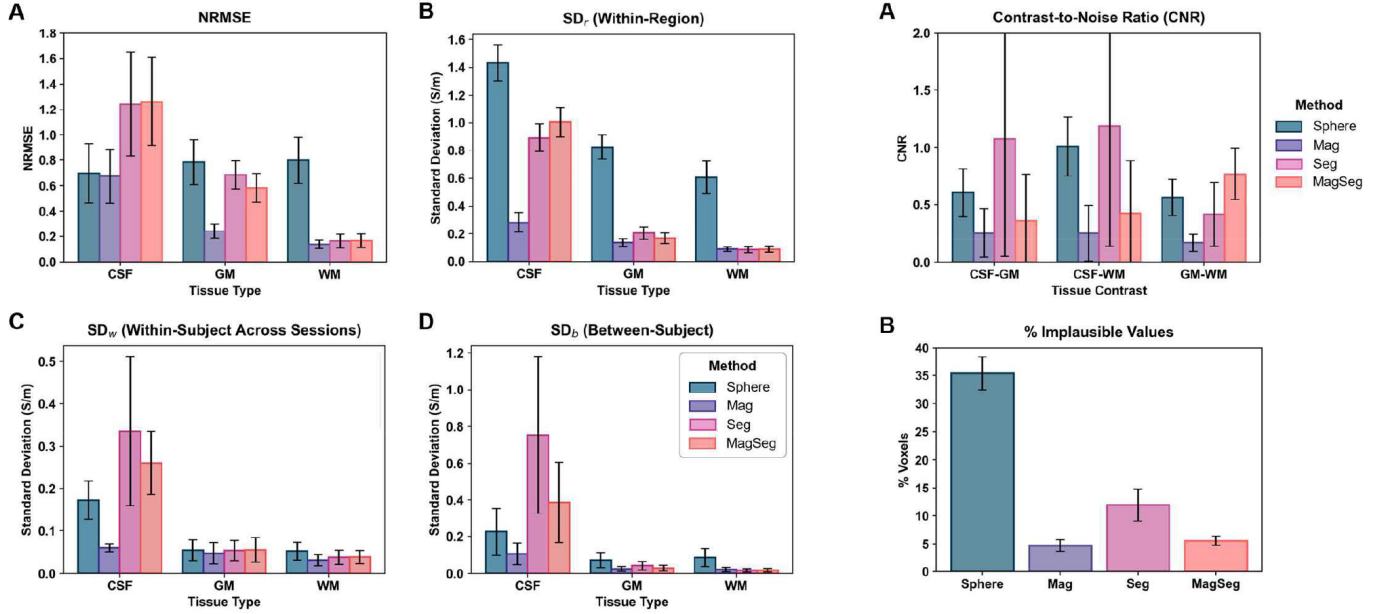 A
NRMSE
NRMSE
1.8
1.6
1.4
1.2
1.0
0.8
0.6
0.4
0.2
0.0
CSF
GM
WM
Tissue Type
B
SDr (Within-Region)
Standard Deviation (S/m)
1.6
1.4
1.2
1.0
0.8
0.6
0.4
0.2
0.0
CSF
GM
WM
Tissue Type
A
Contrast-to-Noise Ratio (CNR)
CNR
2.0
1.5
1.0
0.5
0.0
CSF-GM
CSF-WM
GM-WM
Tissue Contrast
Method
Sphere
Mag
Seg
MagSeg
C
SDw (Within-Subject Across Sessions)
Standard Deviation (S/m)
0.5
0.4
0.3
0.2
0.1
0.0
CSF
GM
WM
Tissue Type
D
SDb (Between-Subject)
Standard Deviation (S/m)
1.2
1.0
0.8
0.6
0.4
0.2
0.0
Method
Sphere
Mag
Seg
MagSeg
CSF
GM
WM
Tissue Type
B
% Implausible Values
% Voxels
40
35
30
25
20
15
10
5
0
Sphere
Mag
Seg
MagSeg